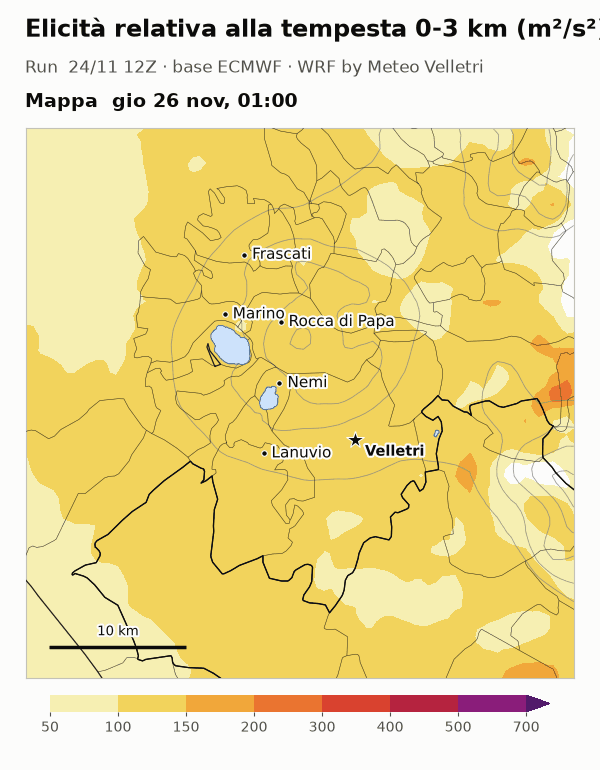 Elicità relativa alla tempesta 0-3 km (m²/s²)
Run  24/11 12Z · base ECMWF · WRF by Meteo Velletri
Mappa  gio 26 nov, 01:00
Frascati
Marino
Rocca di Papa
Nemi
Velletri
Lanuvio
10 km
50 100 150 200 300 400 500 700